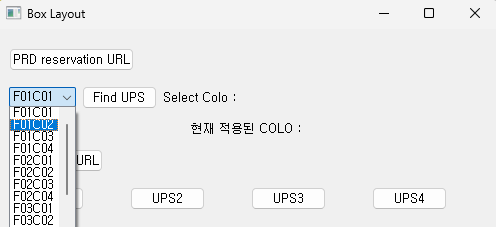 Box Layout
PRD reservation URL
F01C01 Find UPS Select Colo :
F01C01
F01C02
현재 적용된 COLO :
F01C03
F01C04
F02C01
URL
F02C02
F02C03
F02C04
UPS2 UPS3 UPS4
F03C01
F03C02